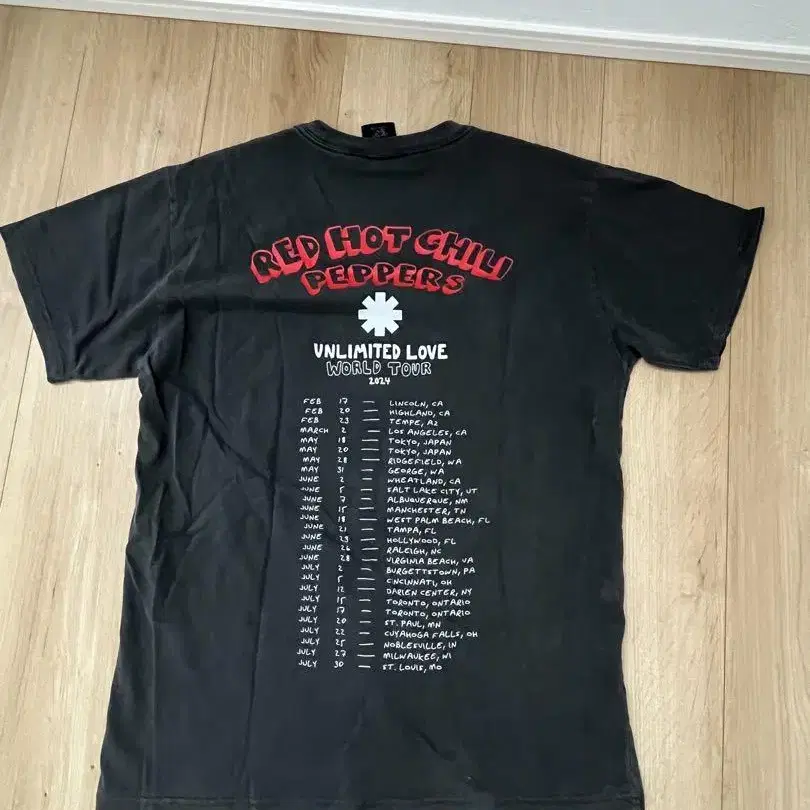 RED HOT CHILI
PEPPERS
UNLIMITED LOVE
WORLD TOUR
2024
FEB 17 — LINCOLN, CA
FEB 20 — HIGHLAND, CA
FEB 23 — TEMPE, AZ
MARCH 2 — LOS ANGELES, CA
MAY 18 — TOKYO, JAPAN
MAY 20 — TOKYO, JAPAN
MAY 28 — RIDGEFIELD, WA
MAY 31 — GEORGE, WA
JUNE 2 — WHEATLAND, CA
JUNE 5 — SALT LAKE CITY, UT
JUNE 7 — ALBUQUERQUE, NM
JUNE 15 — MANCHESTER, TN
JUNE 18 — WEST PALM BEACH, FL
JUNE 21 — TAMPA, FL
JUNE 23 — HOLLYWOOD, FL
JUNE 26 — RALEIGH, NC
JUNE 28 — VIRGINIA BEACH, VA
JULY 2 — BURGETTSTOWN, PA
JULY 5 — CINCINNATI, OH
JULY 12 — DARIEN CENTER, NY
JULY 15 — TORONTO, ONTARIO
JULY 17 — TORONTO, ONTARIO
JULY 20 — ST. PAUL, MN
JULY 22 — CUYAHOGA FALLS, OH
JULY 25 — NOBLESVILLE, IN
JULY 27 — MILWAUKEE, WI
JULY 30 — ST. LOUIS, MO